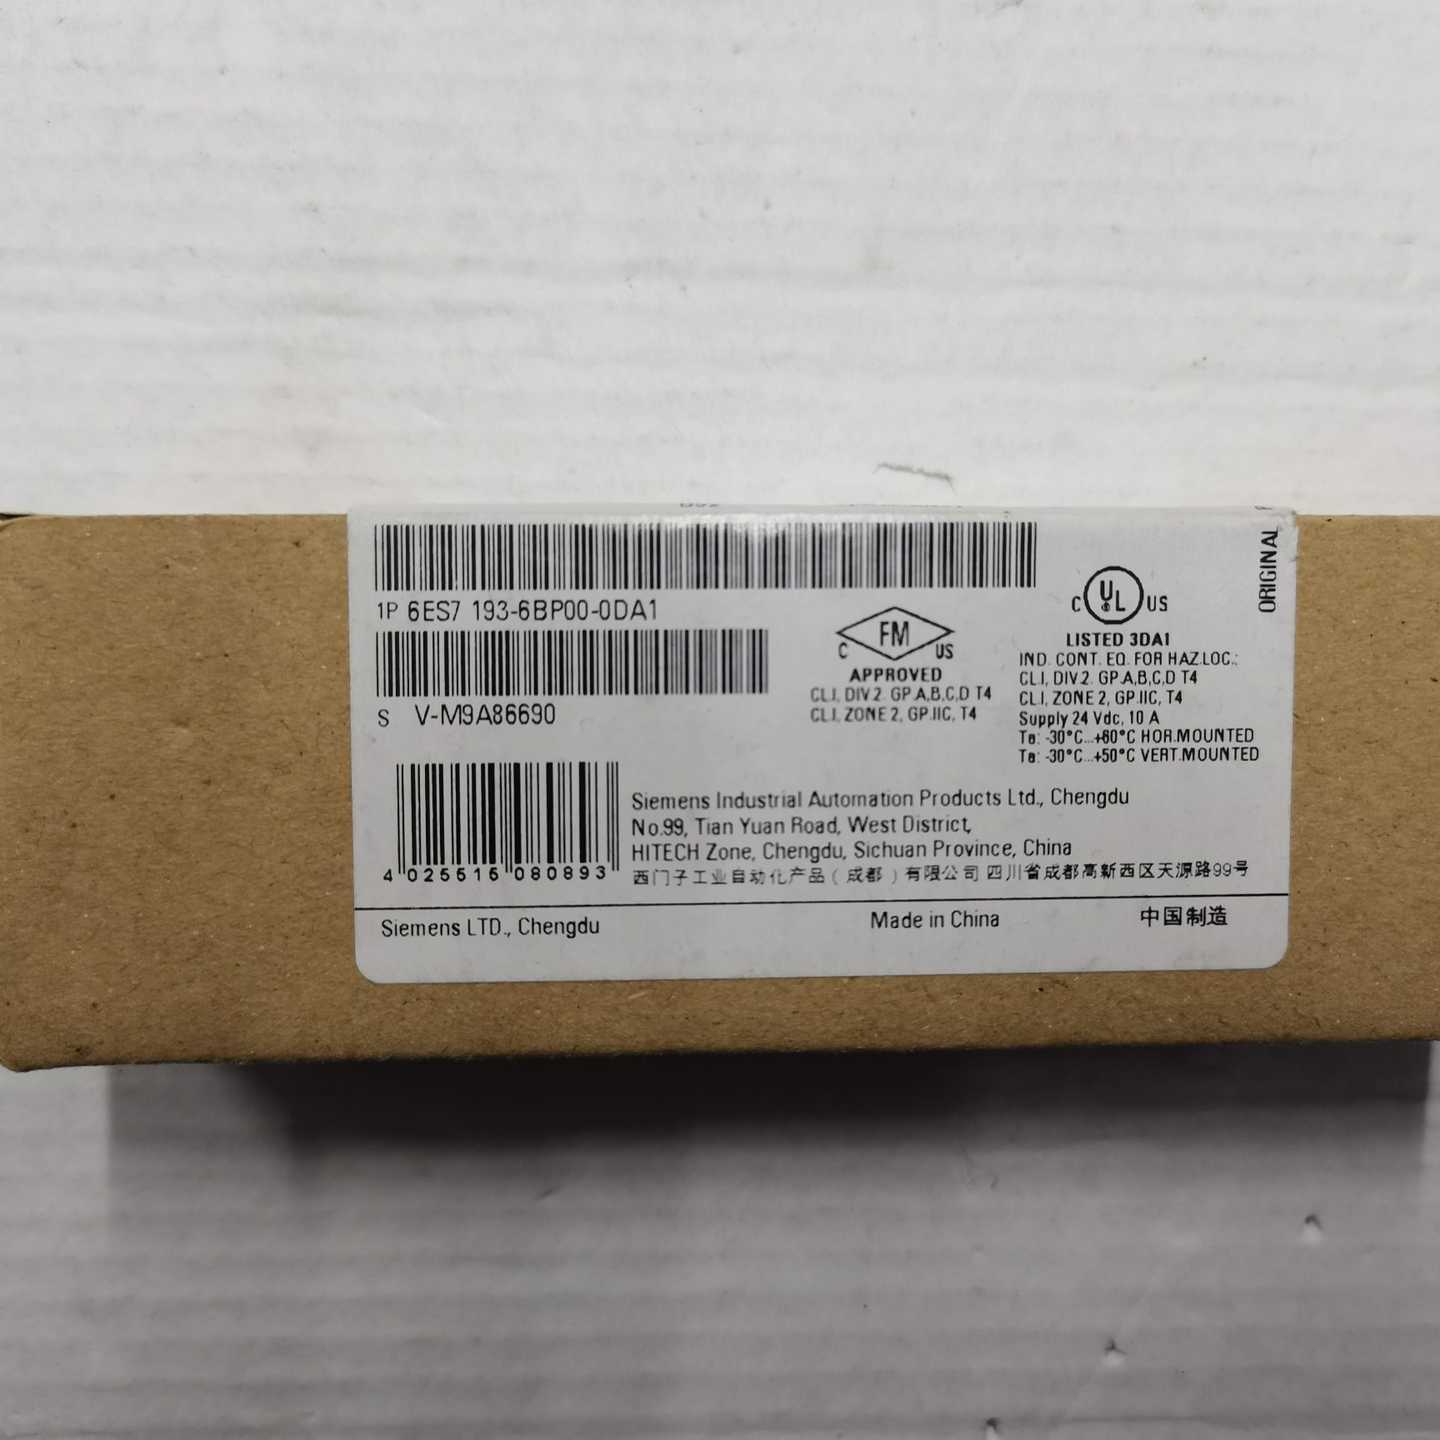 1P 6ES7 193-6BP00-0DA1
S V-M9A86690
4 025515 080893
FM
C US
APPROVED
CL.I, DIV.2. GP.A,B,C,D T4
CL.I. ZONE 2, GP.IIC, T4
C UL US
LISTED 3DA1
IND. CONT. EQ. FOR HAZ.LOC.:
CL.I, DIV.2. GP.A,B,C,D T4
CL.I, ZONE 2, GP.IIC, T4
Supply 24 Vdc, 10 A
Ta: -30°C...+60°C HOR.MOUNTED
Ta: -30°C...+50°C VERT.MOUNTED
ORIGINAL
Siemens Industrial Automation Products Ltd., Chengdu
No.99, Tian Yuan Road, West District,
HITECH Zone, Chengdu, Sichuan Province, China
西门子工业自动化产品(成都)有限公司 四川省成都高新西区天源路99号
Siemens LTD., Chengdu
Made in China
中国制造